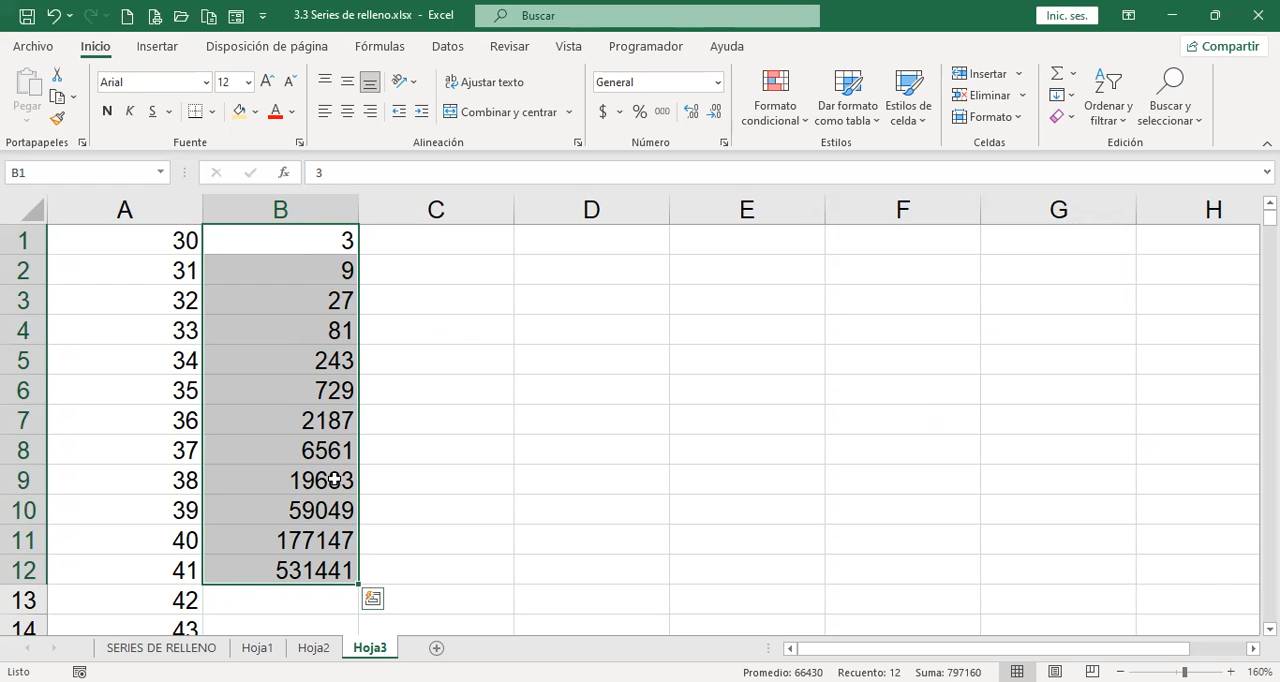 3.3 Series de relleno.xlsx - Excel
Buscar
Inic. ses.
Archivo Inicio Insertar Disposición de página Fórmulas Datos Revisar Vista Programador Ayuda Compartir
Pegar
Arial 12
N K S A
Ajustar texto
Combinar y centrar
General
$ % 000
Formato condicional
Dar formato como tabla
Estilos de celda
Insertar
Eliminar
Formato
Ordenar y filtrar
Buscar y seleccionar
Portapapeles Fuente Alineación Número Estilos Celdas Edición
B1 fx 3
A B C D E F G H
1 30 3
2 31 9
3 32 27
4 33 81
5 34 243
6 35 729
7 36 2187
8 37 6561
9 38 19683
10 39 59049
11 40 177147
12 41 531441
13 42
14 43
SERIES DE RELLENO Hoja1 Hoja2 Hoja3
Listo Promedio: 66430 Recuento: 12 Suma: 797160 160%